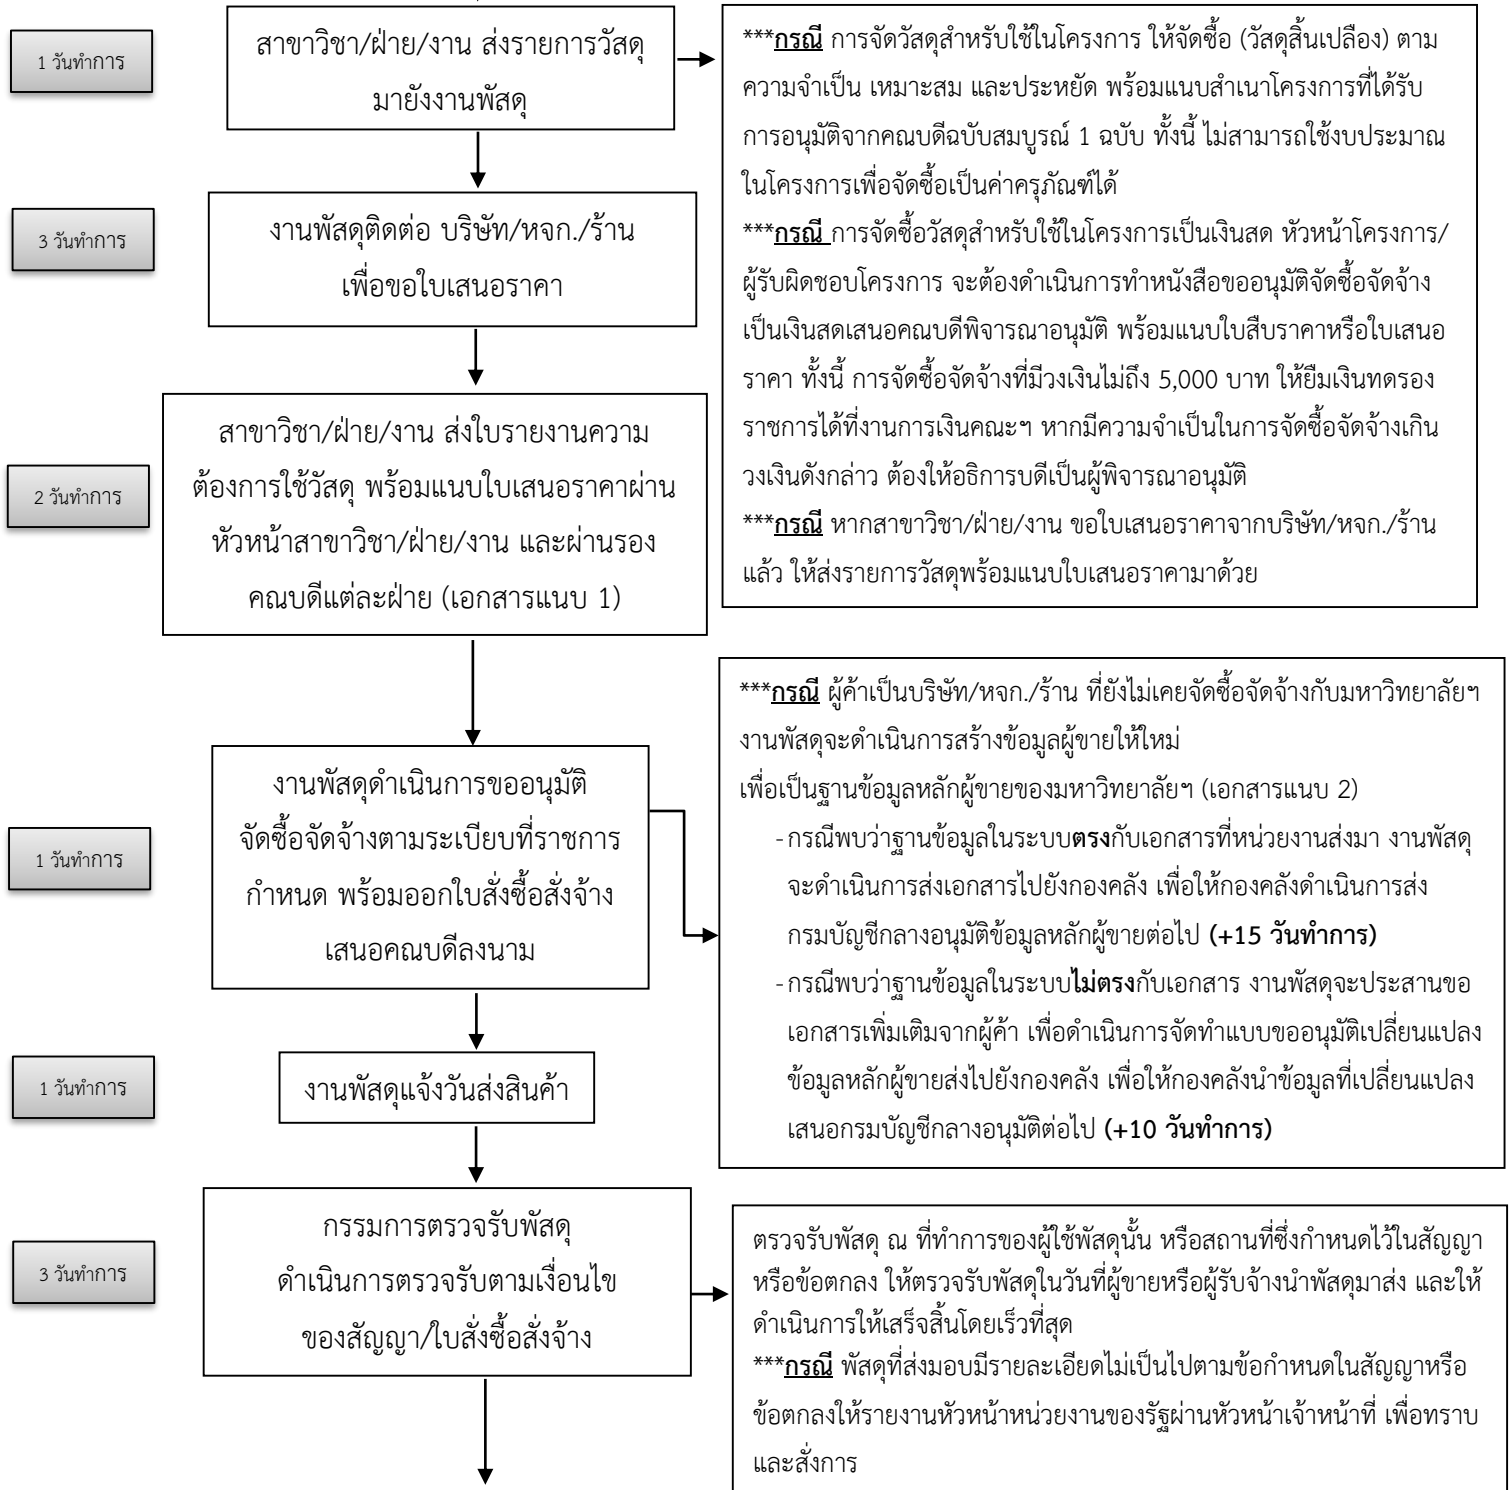 1 วันทำการ
สาขาวิชา/ฝ่าย/งาน ส่งรายการวัสดุ
มายังงานพัสดุ
***กรณี การจัดวัสดุสำหรับใช้ในโครงการ ให้จัดซื้อ (วัสดุสิ้นเปลือง) ตาม
ความจำเป็น เหมาะสม และประหยัด พร้อมแนบสำเนาโครงการที่ได้รับ
การอนุมัติจากคณบดีฉบับสมบูรณ์ 1 ฉบับ ทั้งนี้ ไม่สามารถใช้งบประมาณ
ในโครงการเพื่อจัดซื้อเป็นค่าครุภัณฑ์ได้
***กรณี การจัดซื้อวัสดุสำหรับใช้ในโครงการเป็นเงินสด หัวหน้าโครงการ/
ผู้รับผิดชอบโครงการ จะต้องดำเนินการทำหนังสือขออนุมัติจัดซื้อจัดจ้าง
เป็นเงินสดเสนอคณบดีพิจารณาอนุมัติ พร้อมแนบใบสืบราคาหรือใบเสนอ
ราคา ทั้งนี้ การจัดซื้อจัดจ้างที่มีวงเงินไม่ถึง 5,000 บาท ให้ยืมเงินทดรอง
ราชการได้ที่งานการเงินคณะฯ หากมีความจำเป็นในการจัดซื้อจัดจ้างเกิน
วงเงินดังกล่าว ต้องให้อธิการบดีเป็นผู้พิจารณาอนุมัติ
***กรณี หากสาขาวิชา/ฝ่าย/งาน ขอใบเสนอราคาจากบริษัท/หจก./ร้าน
แล้ว ให้ส่งรายการวัสดุพร้อมแนบใบเสนอราคามาด้วย
3 วันทำการ
งานพัสดุติดต่อ บริษัท/หจก./ร้าน
เพื่อขอใบเสนอราคา
2 วันทำการ
สาขาวิชา/ฝ่าย/งาน ส่งใบรายงานความ
ต้องการใช้วัสดุ พร้อมแนบใบเสนอราคาผ่าน
หัวหน้าสาขาวิชา/ฝ่าย/งาน และผ่านรอง
คณบดีแต่ละฝ่าย (เอกสารแนบ 1)
1 วันทำการ
งานพัสดุดำเนินการขออนุมัติ
จัดซื้อจัดจ้างตามระเบียบที่ราชการ
กำหนด พร้อมออกใบสั่งซื้อสั่งจ้าง
เสนอคณบดีลงนาม
***กรณี ผู้ค้าเป็นบริษัท/หจก./ร้าน ที่ยังไม่เคยจัดซื้อจัดจ้างกับมหาวิทยาลัยฯ
งานพัสดุจะดำเนินการสร้างข้อมูลผู้ขายให้ใหม่
เพื่อเป็นฐานข้อมูลหลักผู้ขายของมหาวิทยาลัยฯ (เอกสารแนบ 2)
- กรณีพบว่าฐานข้อมูลในระบบตรงกับเอกสารที่หน่วยงานส่งมา งานพัสดุ
จะดำเนินการส่งเอกสารไปยังกองคลัง เพื่อให้กองคลังดำเนินการส่ง
กรมบัญชีกลางอนุมัติข้อมูลหลักผู้ขายต่อไป (+15 วันทำการ)
- กรณีพบว่าฐานข้อมูลในระบบไม่ตรงกับเอกสาร งานพัสดุจะประสานขอ
เอกสารเพิ่มเติมจากผู้ค้า เพื่อดำเนินการจัดทำแบบขออนุมัติเปลี่ยนแปลง
ข้อมูลหลักผู้ขายส่งไปยังกองคลัง เพื่อให้กองคลังนำข้อมูลที่เปลี่ยนแปลง
เสนอกรมบัญชีกลางอนุมัติต่อไป (+10 วันทำการ)
1 วันทำการ
งานพัสดุแจ้งวันส่งสินค้า
3 วันทำการ
กรรมการตรวจรับพัสดุ
ดำเนินการตรวจรับตามเงื่อนไข
ของสัญญา/ใบสั่งซื้อสั่งจ้าง
ตรวจรับพัสดุ ณ ที่ทำการของผู้ใช้พัสดุนั้น หรือสถานที่ซึ่งกำหนดไว้ในสัญญา
หรือข้อตกลง ให้ตรวจรับพัสดุในวันที่ผู้ขายหรือผู้รับจ้างนำพัสดุมาส่ง และให้
ดำเนินการให้เสร็จสิ้นโดยเร็วที่สุด
***กรณี พัสดุที่ส่งมอบมีรายละเอียดไม่เป็นไปตามข้อกำหนดในสัญญาหรือ
ข้อตกลงให้รายงานหัวหน้าหน่วยงานของรัฐผ่านหัวหน้าเจ้าหน้าที่ เพื่อทราบ
และสั่งการ